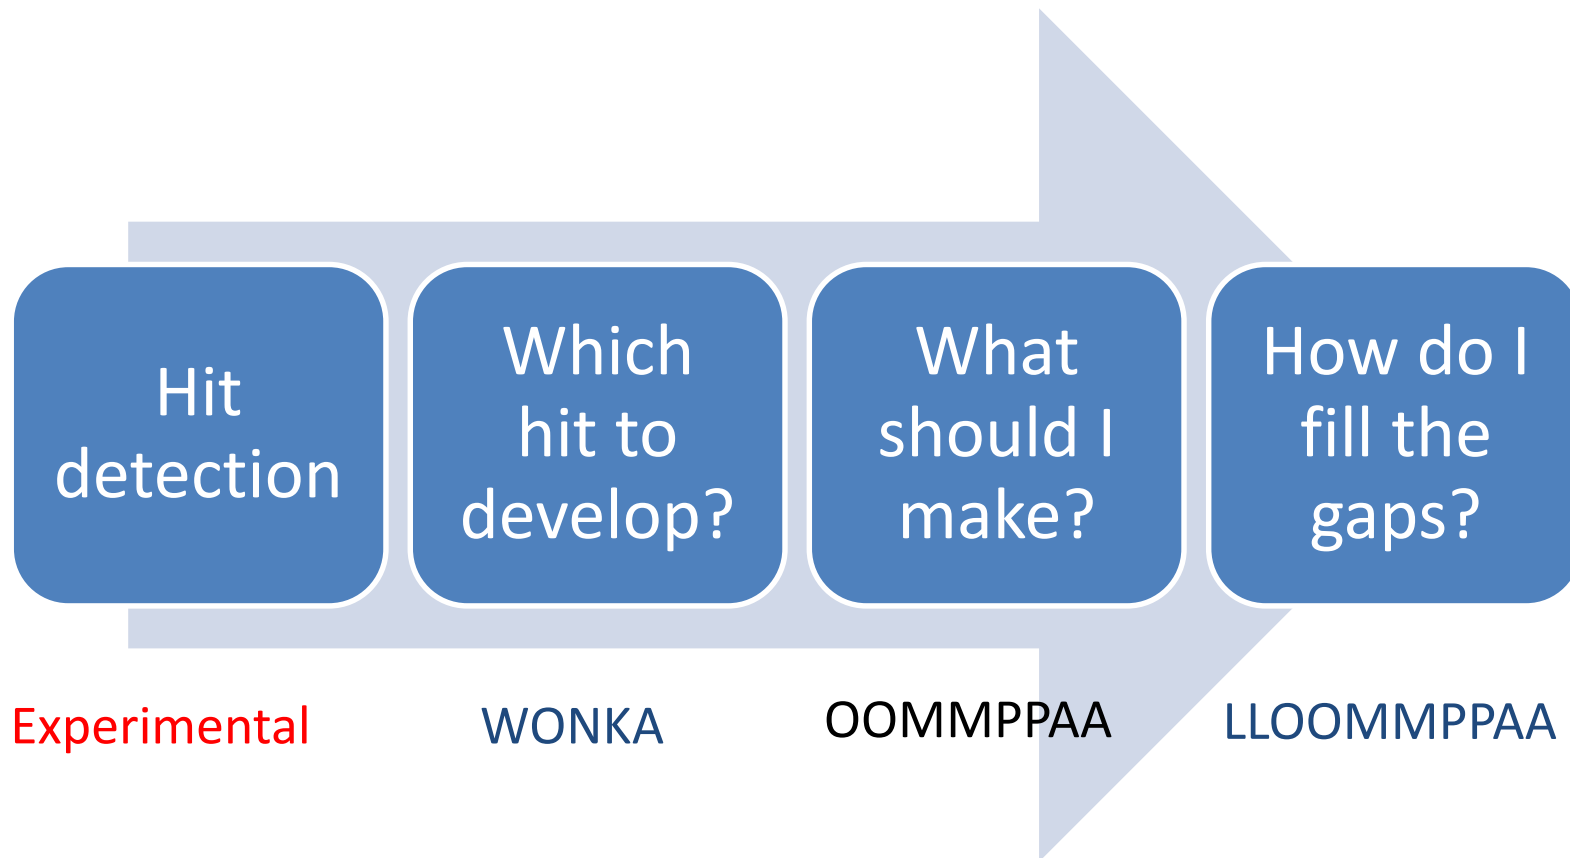 Hit
detection
Which
hit to
develop?
What
should I
make?
How do I
fill the
gaps?
Experimental
WONKA
OOMMPPAA
LLOOMMPPAA